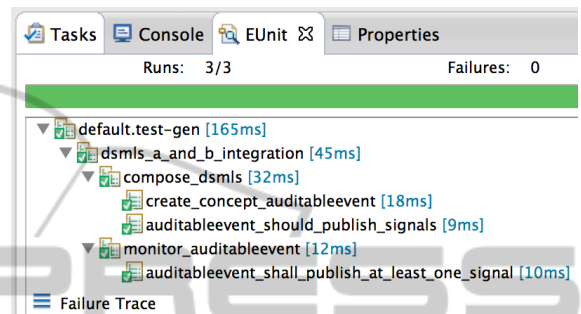 Tasks Console EUnit Properties
Runs: 3/3 Failures: 0
default.test-gen [165ms]
dsmls_a_and_b_integration [45ms]
compose_dsmls [32ms]
create_concept_auditableevent [18ms]
auditableevent_should_publish_signals [9ms]
monitor_auditableevent [12ms]
auditableevent_shall_publish_at_least_one_signal [10ms]
Failure Trace